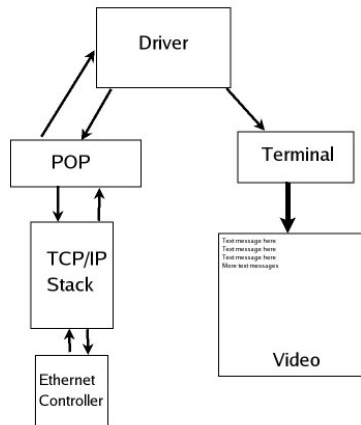 Driver
POP
Terminal
TCP/IP
Stack
Text message here
Text message here
Text message here
More text messages
Video
Ethernet
Controller